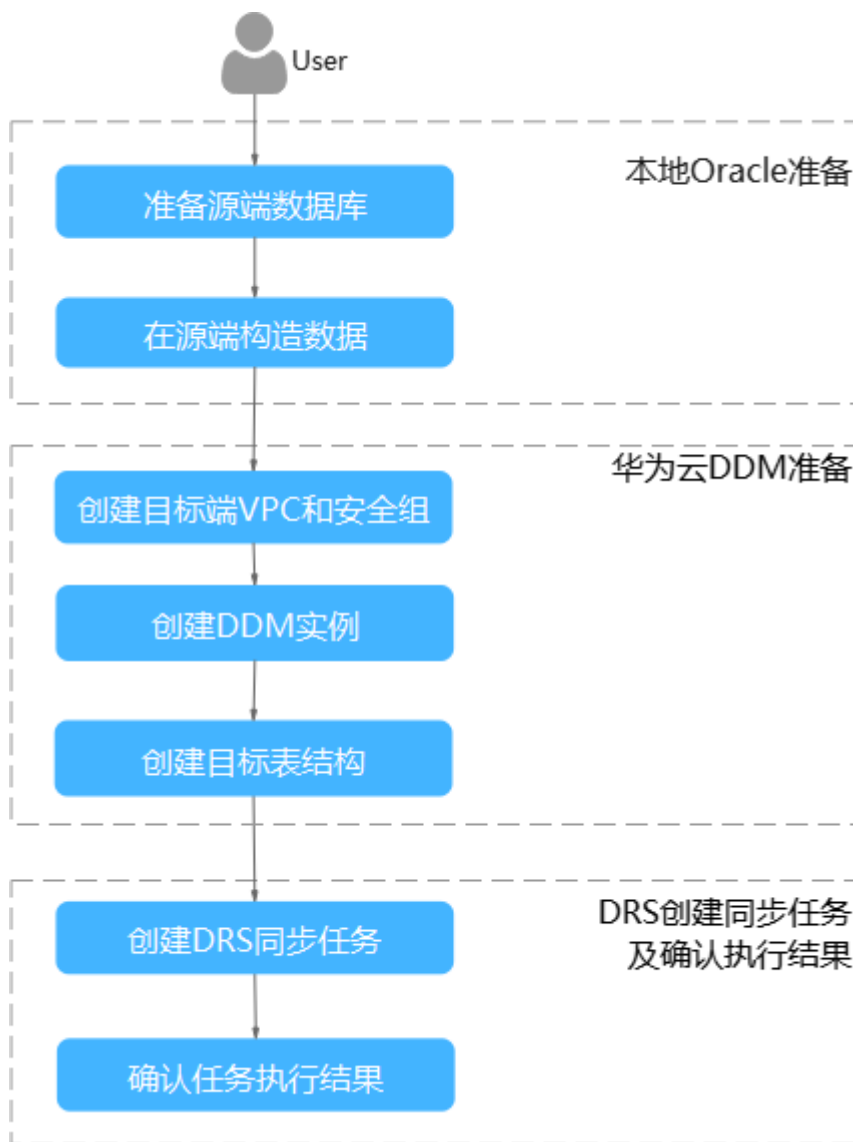 User
本地Oracle准备
准备源端数据库
在源端构造数据
华为云DDM准备
创建目标端VPC和安全组
创建DDM实例
创建目标表结构
DRS创建同步任务
及确认执行结果
创建DRS同步任务
确认任务执行结果